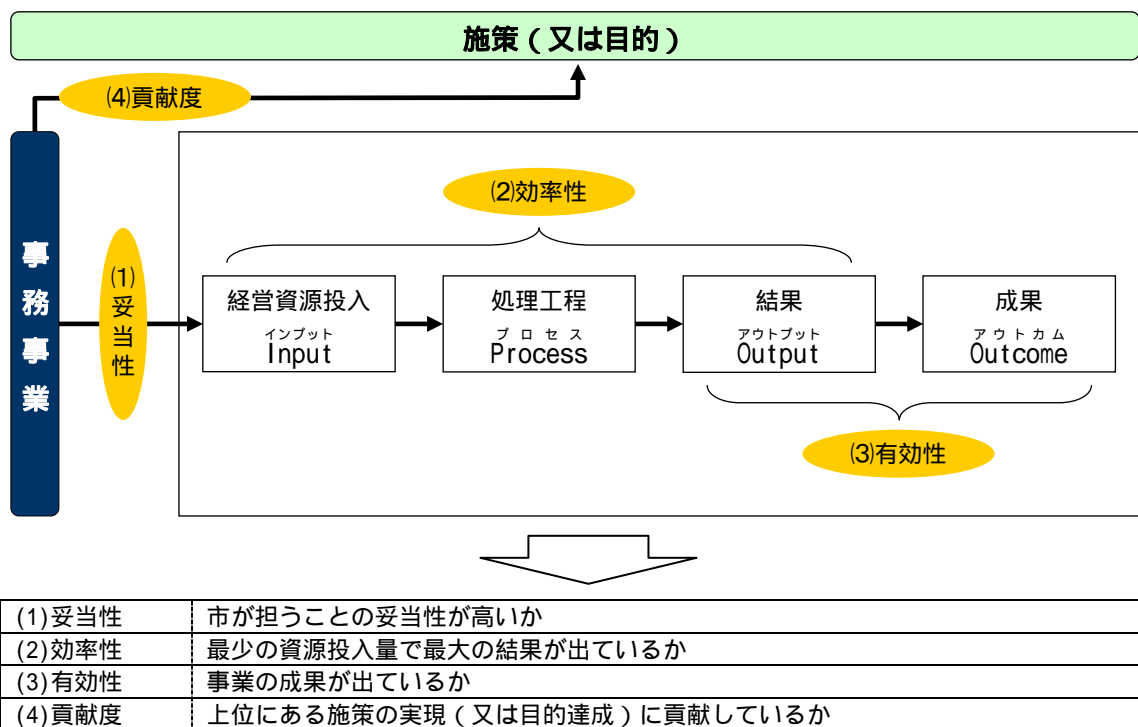 施策（又は目的）
(4)貢献度
(2)効率性
事務事業
(1)妥当性
経営資源投入
インプット
Input
処理工程
プロセス
Process
結果
アウトプット
Output
成果
アウトカム
Outcome
(3)有効性
(1)妥当性 市が担うことの妥当性が高いか
(2)効率性 最少の資源投入量で最大の結果が出ているか
(3)有効性 事業の成果が出ているか
(4)貢献度 上位にある施策の実現（又は目的達成）に貢献しているか